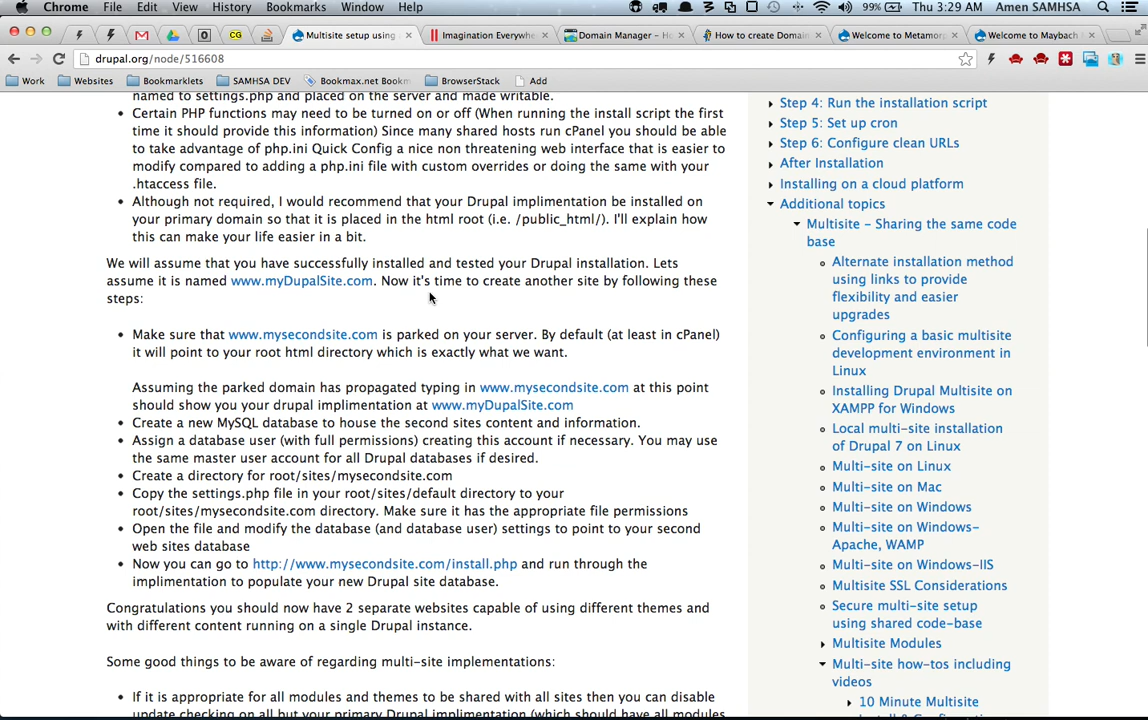 Chrome File Edit View History Bookmarks Window Help 99% Thu 3:29 AM Amen SAMHSA
CG Multisite setup using Imagination Everywhe Domain Manager - Ho How to create Domain Welcome to Metamorp Welcome to Maybach
drupal.org/node/516608
Work Websites Bookmarklets SAMHSA DEV Bookmax.net Bookm BrowserStack Add
named to settings.php and placed on the server and made writable.
Certain PHP functions may need to be turned on or off (When running the install script the first
time it should provide this information) Since many shared hosts run cPanel you should be able
to take advantage of php.ini Quick Config a nice non threatening web interface that is easier to
modify compared to adding a php.ini file with custom overrides or doing the same with your
.htaccess file.
Although not required, I would recommend that your Drupal implimentation be installed on
your primary domain so that it is placed in the html root (i.e. /public_html/). I'll explain how
this can make your life easier in a bit.
We will assume that you have successfully installed and tested your Drupal installation. Lets
assume it is named www.myDupalSite.com. Now it's time to create another site by following these
steps:
Make sure that www.mysecondsite.com is parked on your server. By default (at least in cPanel)
it will point to your root html directory which is exactly what we want.
Assuming the parked domain has propagated typing in www.mysecondsite.com at this point
should show you your drupal implimentation at www.myDupalSite.com
Create a new MySQL database to house the second sites content and information.
Assign a database user (with full permissions) creating this account if necessary. You may use
the same master user account for all Drupal databases if desired.
Create a directory for root/sites/mysecondsite.com
Copy the settings.php file in your root/sites/default directory to your
root/sites/mysecondsite.com directory. Make sure it has the appropriate file permissions
Open the file and modify the database (and database user) settings to point to your second
web sites database
Now you can go to http://www.mysecondsite.com/install.php and run through the
implimentation to populate your new Drupal site database.
Congratulations you should now have 2 separate websites capable of using different themes and
with different content running on a single Drupal instance.
Some good things to be aware of regarding multi-site implementations:
If it is appropriate for all modules and themes to be shared with all sites then you can disable
update checking on all but your primary Drupal implimentation (which should have all modules
Step 4: Run the installation script
Step 5: Set up cron
Step 6: Configure clean URLs
After Installation
Installing on a cloud platform
Additional topics
Multisite - Sharing the same code
base
Alternate installation method
using links to provide
flexibility and easier
upgrades
Configuring a basic multisite
development environment in
Linux
Installing Drupal Multisite on
XAMPP for Windows
Local multi-site installation
of Drupal 7 on Linux
Multi-site on Linux
Multi-site on Mac
Multi-site on Windows
Multi-site on Windows-
Apache, WAMP
Multi-site on Windows-IIS
Multisite SSL Considerations
Secure multi-site setup
using shared code-base
Multisite Modules
Multi-site how-tos including
videos
10 Minute Multisite